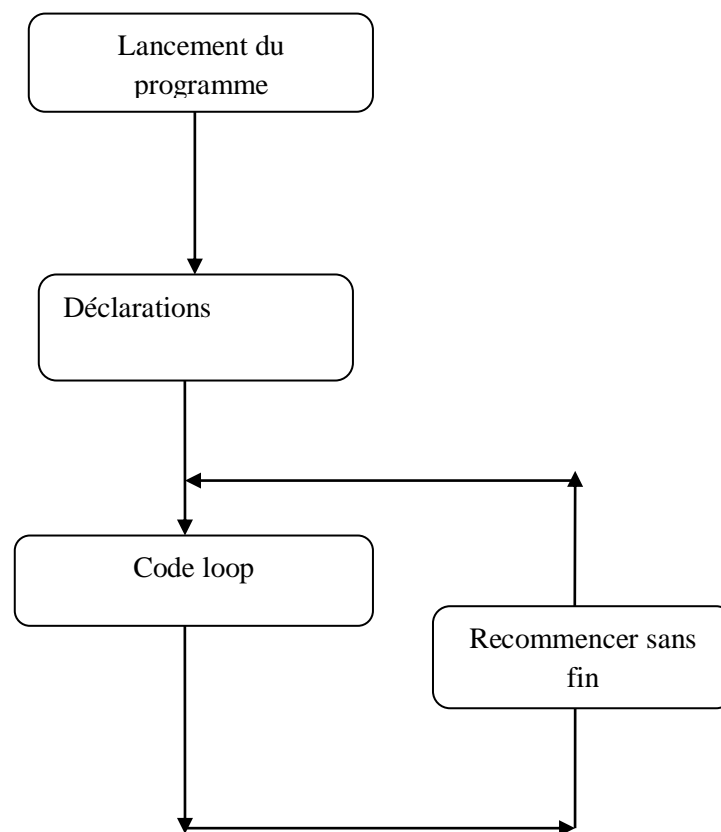 Lancement du
programme
Déclarations
Code loop
Recommencer sans
fin